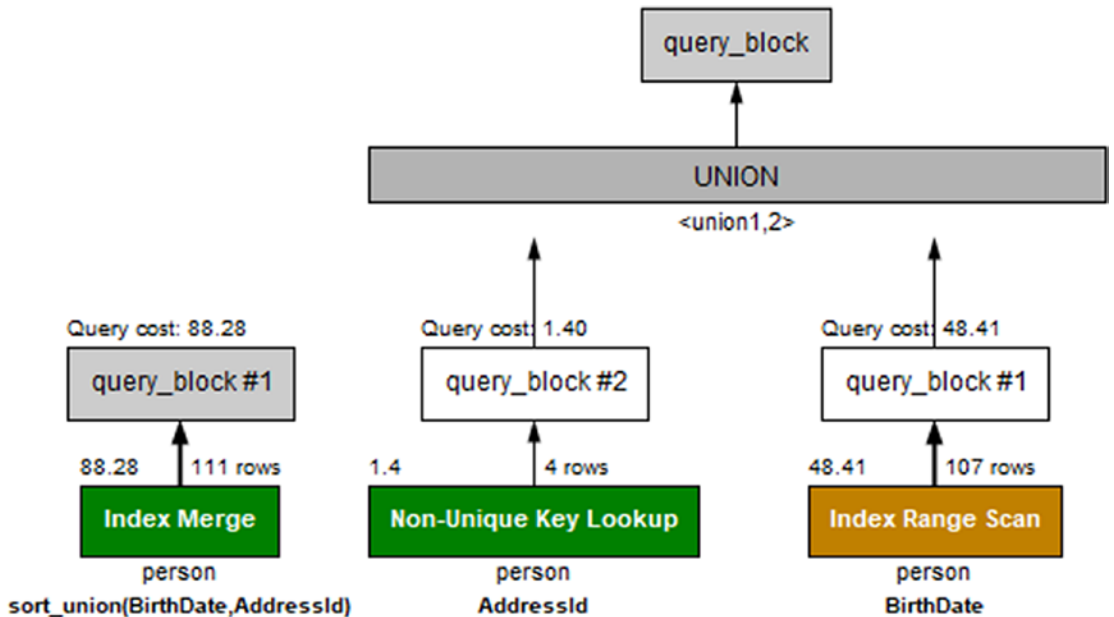 query_block
UNION
<union1,2>
Query cost: 88.28
Query cost: 1.40
Query cost: 48.41
query_block #1
query_block #2
query_block #1
88.28
111 rows
1.4
4 rows
48.41
107 rows
Index Merge
Non-Unique Key Lookup
Index Range Scan
person
person
person
sort_union(BirthDate,AddressId)
AddressId
BirthDate